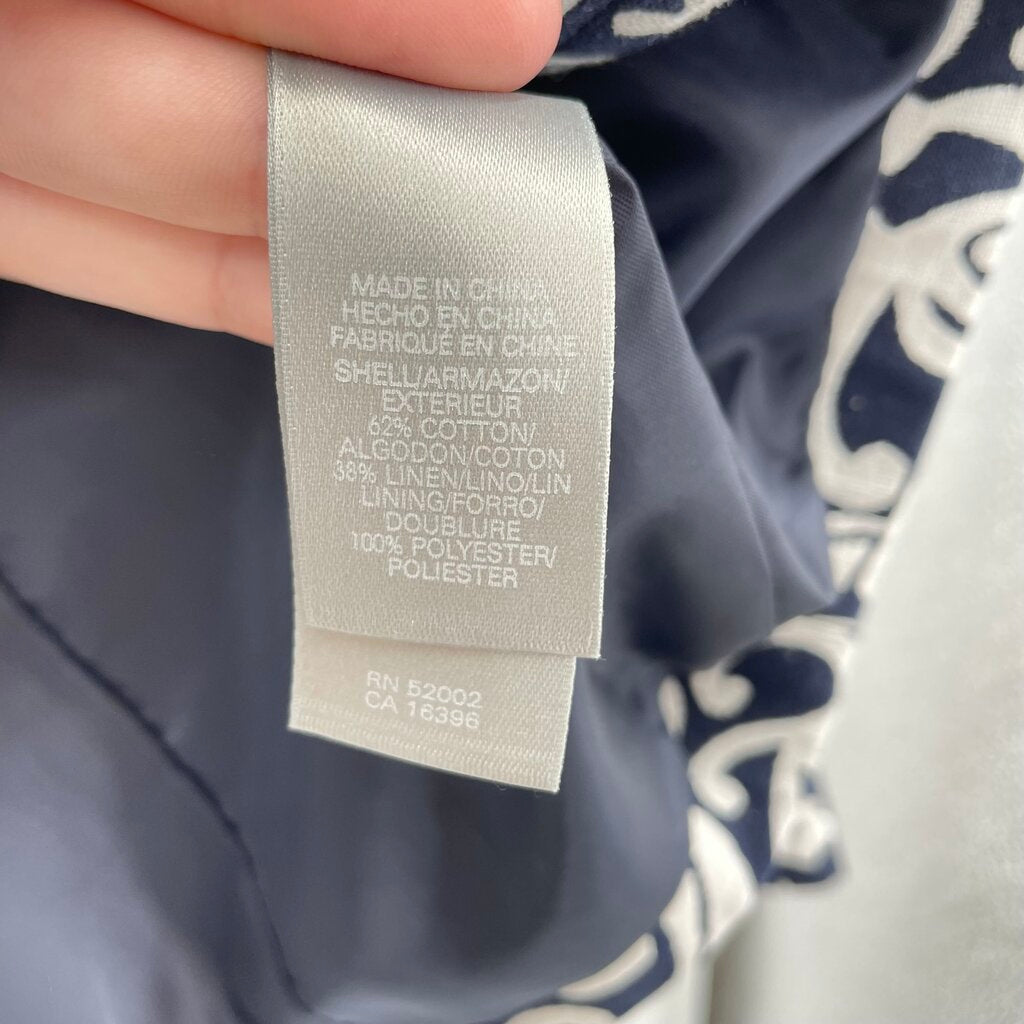 MADE IN CHINA
HECHO EN CHINA
FABRIQUÉ EN CHINE
SHELL/ARMAZON/
EXTERIEUR
62% COTTON/
ALGODON/COTON
38% LINEN/LINO/LIN
LINING/FORRO/
DOUBLURE
100% POLYESTER/
POLIESTER
RN 52002
CA 16396